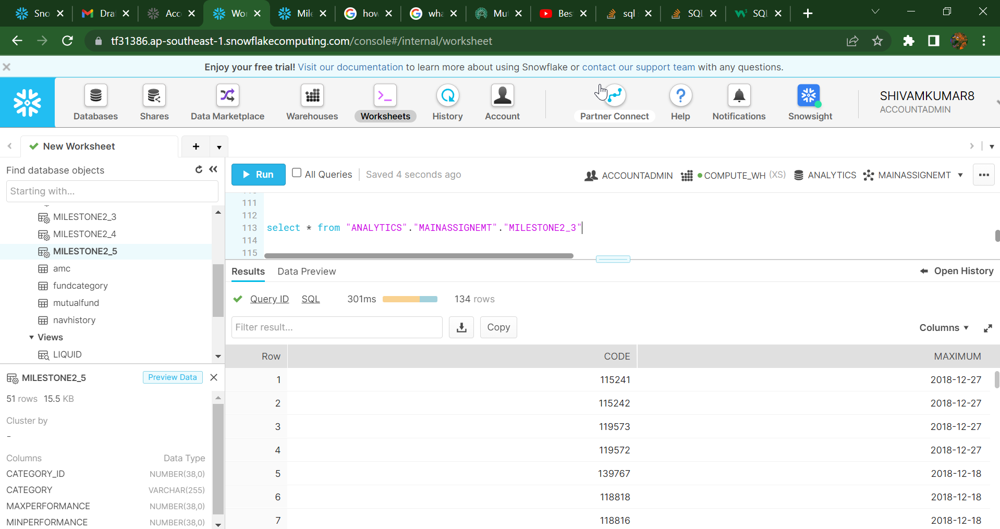 Sno
Dra
Acc
Wo
Mile
how
wha
Mut
Bes
sql
SQL
SQL
tf31386.ap-southeast-1.snowflakecomputing.com/console#/internal/worksheet
Enjoy your free trial! Visit our documentation to learn more about using Snowflake or contact our support team with any questions.
Databases
Shares
Data Marketplace
Warehouses
Worksheets
History
Account
Partner Connect
Help
Notifications
Snowsight
SHIVAMKUMAR8
ACCOUNTADMIN
New Worksheet
Find database objects
Starting with...
MILESTONE2_3
MILESTONE2_4
MILESTONE2_5
amc
fundcategory
mutualfund
navhistory
Views
LIQUID
MILESTONE2_5 Preview Data
51 rows 15.5 KB
Cluster by
-
Columns Data Type
CATEGORY_ID NUMBER(38,0)
CATEGORY VARCHAR(255)
MAXPERFORMANCE NUMBER(38,0)
MINPERFORMANCE NUMBER(38,0)
Run All Queries Saved 4 seconds ago
ACCOUNTADMIN COMPUTE_WH (XS) ANALYTICS MAINASSIGNEMT
111
112
113 select * from "ANALYTICS"."MAINASSIGNEMT"."MILESTONE2_3"
114
115
Results Data Preview Open History
Query ID SQL 301ms 134 rows
Filter result... Copy Columns
Row CODE MAXIMUM
1 115241 2018-12-27
2 115242 2018-12-27
3 119573 2018-12-27
4 119572 2018-12-27
5 139767 2018-12-18
6 118818 2018-12-18
7 118816 2018-12-18